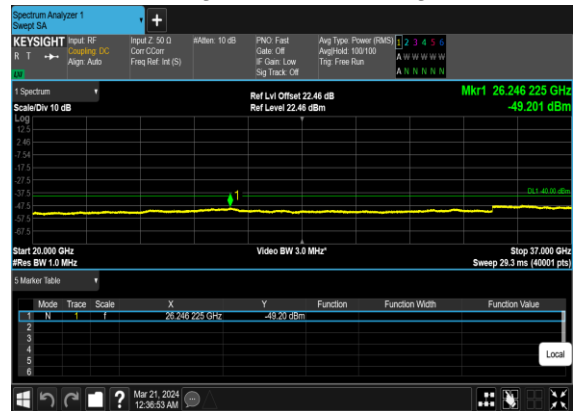 Spectrum Analyzer 1
Swept SA
KEYSIGHT
R T
LXI
Input: RF
Coupling: DC
Align: Auto
Input Z: 50 Ω
Corr CCorr
Freq Ref: Int (S)
#Atten: 10 dB
PNO: Fast
Gate: Off
IF Gain: Low
Sig Track: Off
Avg Type: Power (RMS)
Avg|Hold: 100/100
Trig: Free Run
1 2 3 4 5 6
A W W W W W
A N N N N N
1 Spectrum
Scale/Div 10 dB
Ref Lvl Offset 22.46 dB
Ref Level 22.46 dBm
Mkr1 26.246 225 GHz
-49.201 dBm
Log
12.5
2.46
-7.54
-17.5
-27.5
-37.5
-47.5
-57.5
-67.5
1
DL1 -40.00 dBm
Start 20.000 GHz
#Res BW 1.0 MHz
Video BW 3.0 MHz*
Stop 37.000 GHz
Sweep 29.3 ms (40001 pts)
5 Marker Table
Mode Trace Scale X Y Function Function Width Function Value
1 N 1 f 26.246 225 GHz -49.20 dBm
2
3
4
5
6
Local
?
Mar 21, 2024
12:36:53 AM